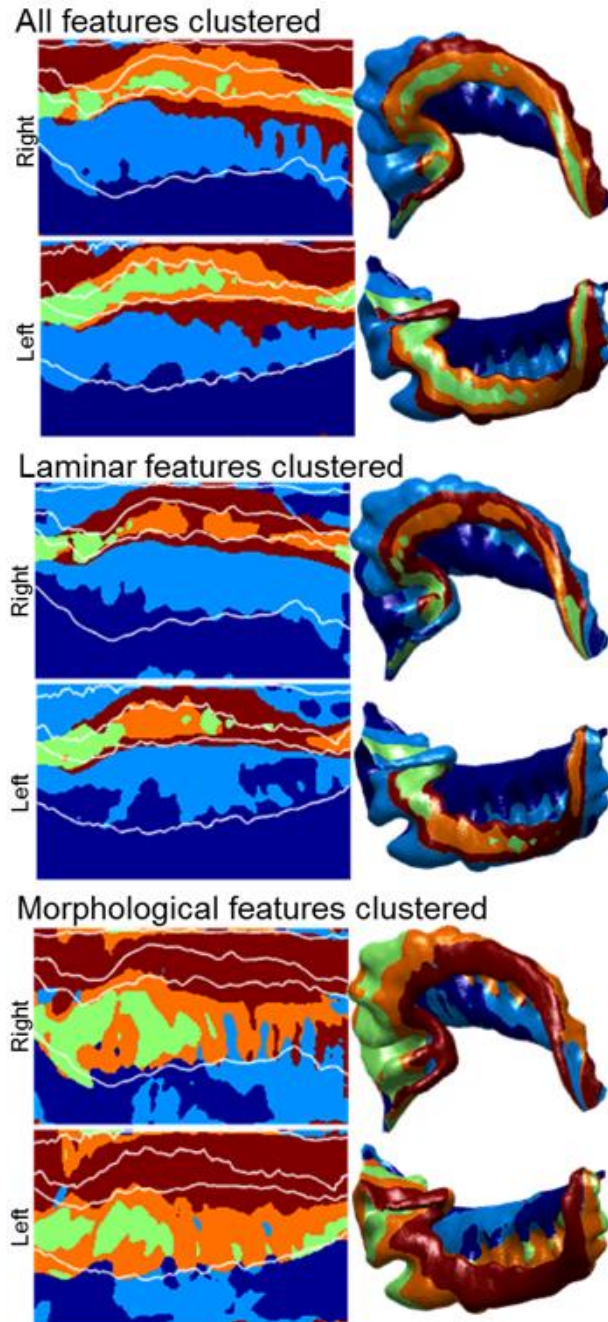 All features clustered
Right
Left
Laminar features clustered
Right
Left
Morphological features clustered
Right
Left